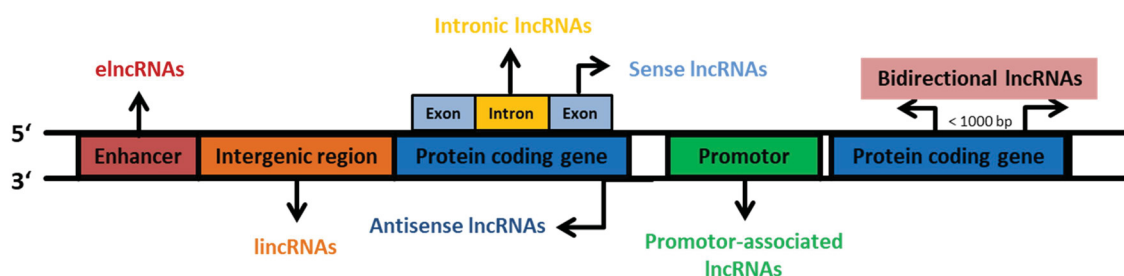 Intronic lncRNAs
elncRNAs
Sense lncRNAs
Bidirectional lncRNAs
Exon
Intron
Exon
< 1000 bp
5‘
Enhancer
Intergenic region
Protein coding gene
Promotor
Protein coding gene
3‘
Antisense lncRNAs
lincRNAs
Promotor-associated
lncRNAs